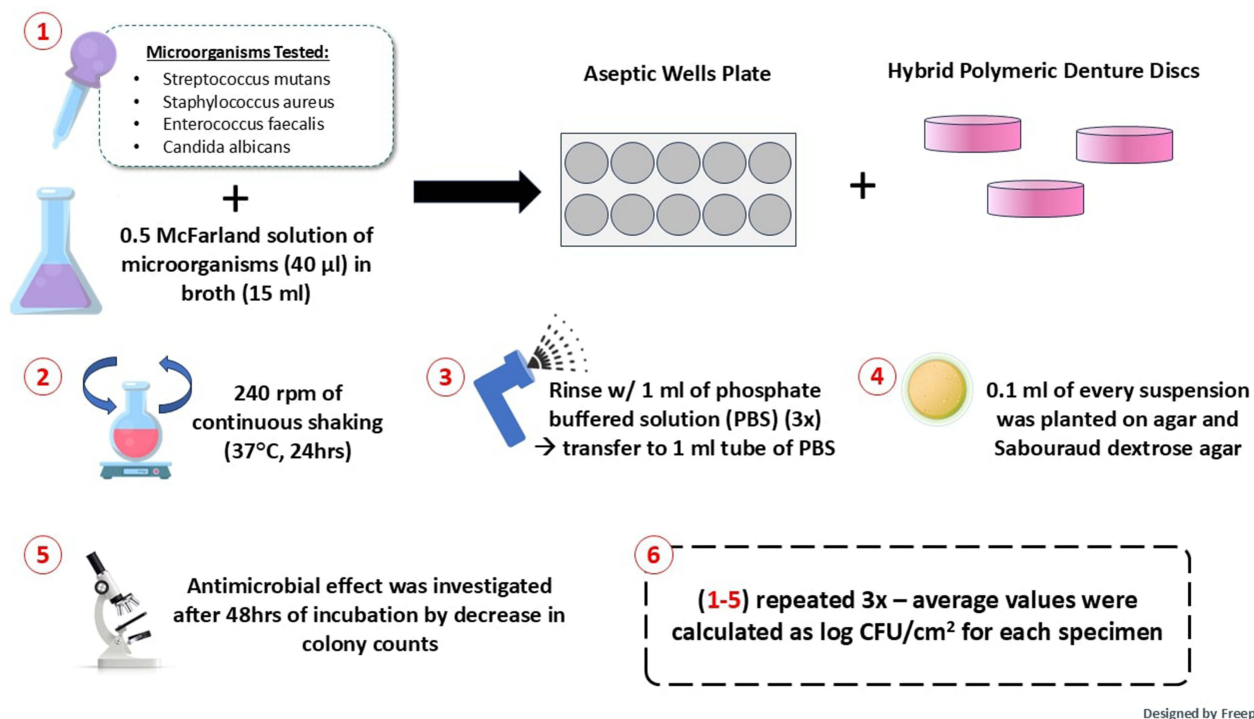 1
Microorganisms Tested:
• Streptococcus mutans
• Staphylococcus aureus
• Enterococcus faecalis
• Candida albicans
+
0.5 McFarland solution of
microorganisms (40 µl) in
broth (15 ml)
Aseptic Wells Plate
+
Hybrid Polymeric Denture Discs
2
240 rpm of
continuous shaking
(37°C, 24hrs)
3
Rinse w/ 1 ml of phosphate
buffered solution (PBS) (3x)
→ transfer to 1 ml tube of PBS
4
0.1 ml of every suspension
was planted on agar and
Sabouraud dextrose agar
5
Antimicrobial effect was investigated
after 48hrs of incubation by decrease in
colony counts
6
(1-5) repeated 3x – average values were
calculated as log CFU/cm² for each specimen
Designed by Freep